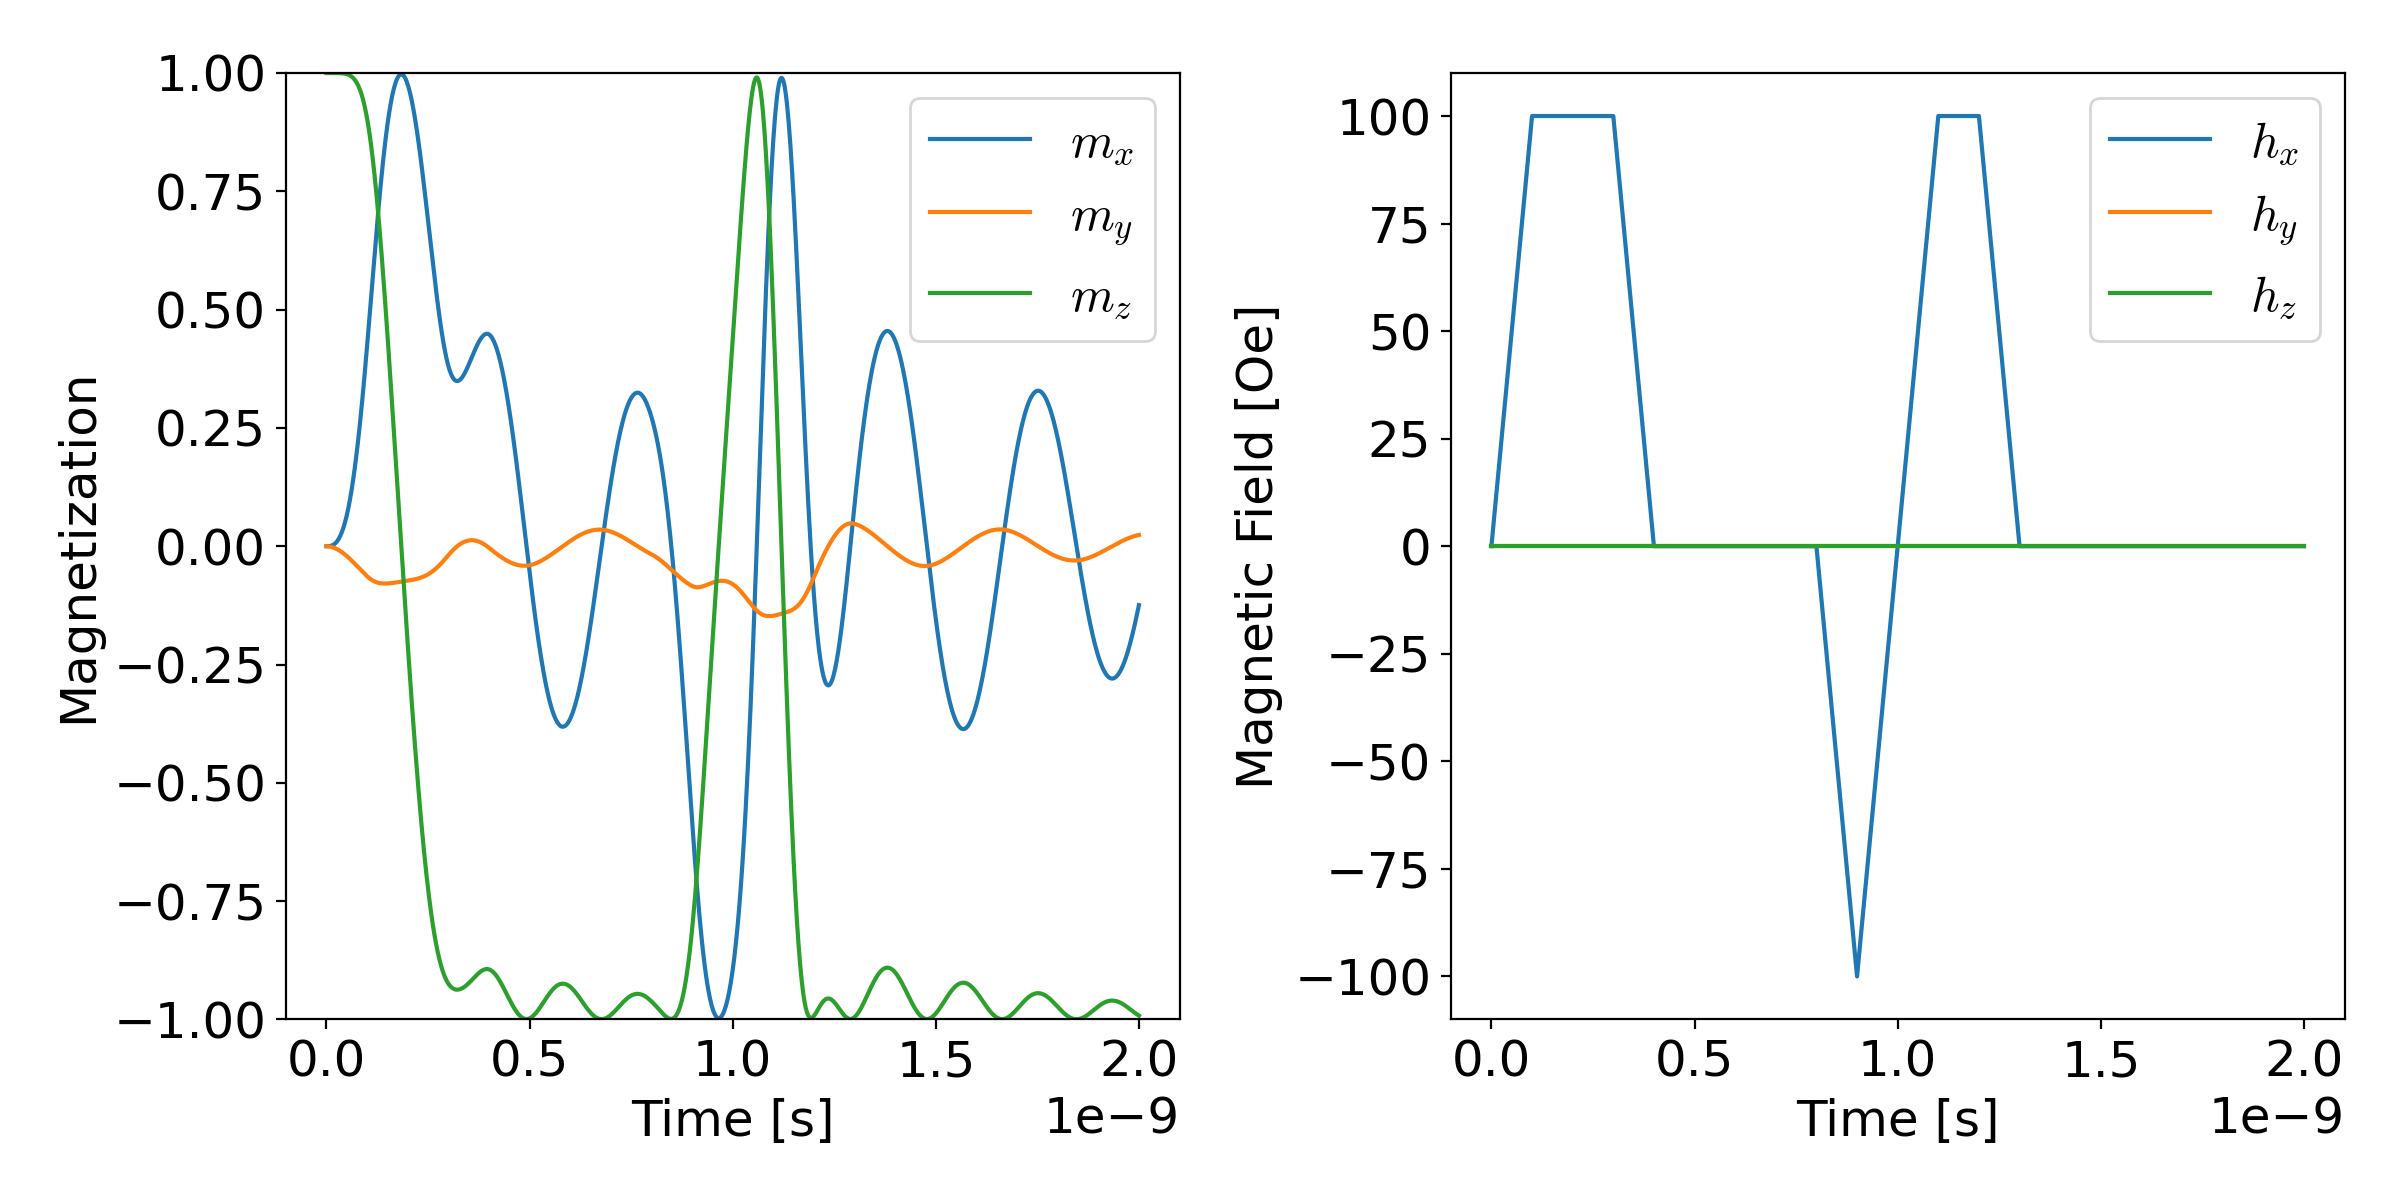 1.00
0.75
0.50
0.25
0.00
−0.25
−0.50
−0.75
−1.00
Magnetization
0.0 0.5 1.0 1.5 2.0
Time [s]
1e−9
m_x
m_y
m_z
100
75
50
25
0
−25
−50
−75
−100
Magnetic Field [Oe]
0.0 0.5 1.0 1.5 2.0
Time [s]
1e−9
h_x
h_y
h_z